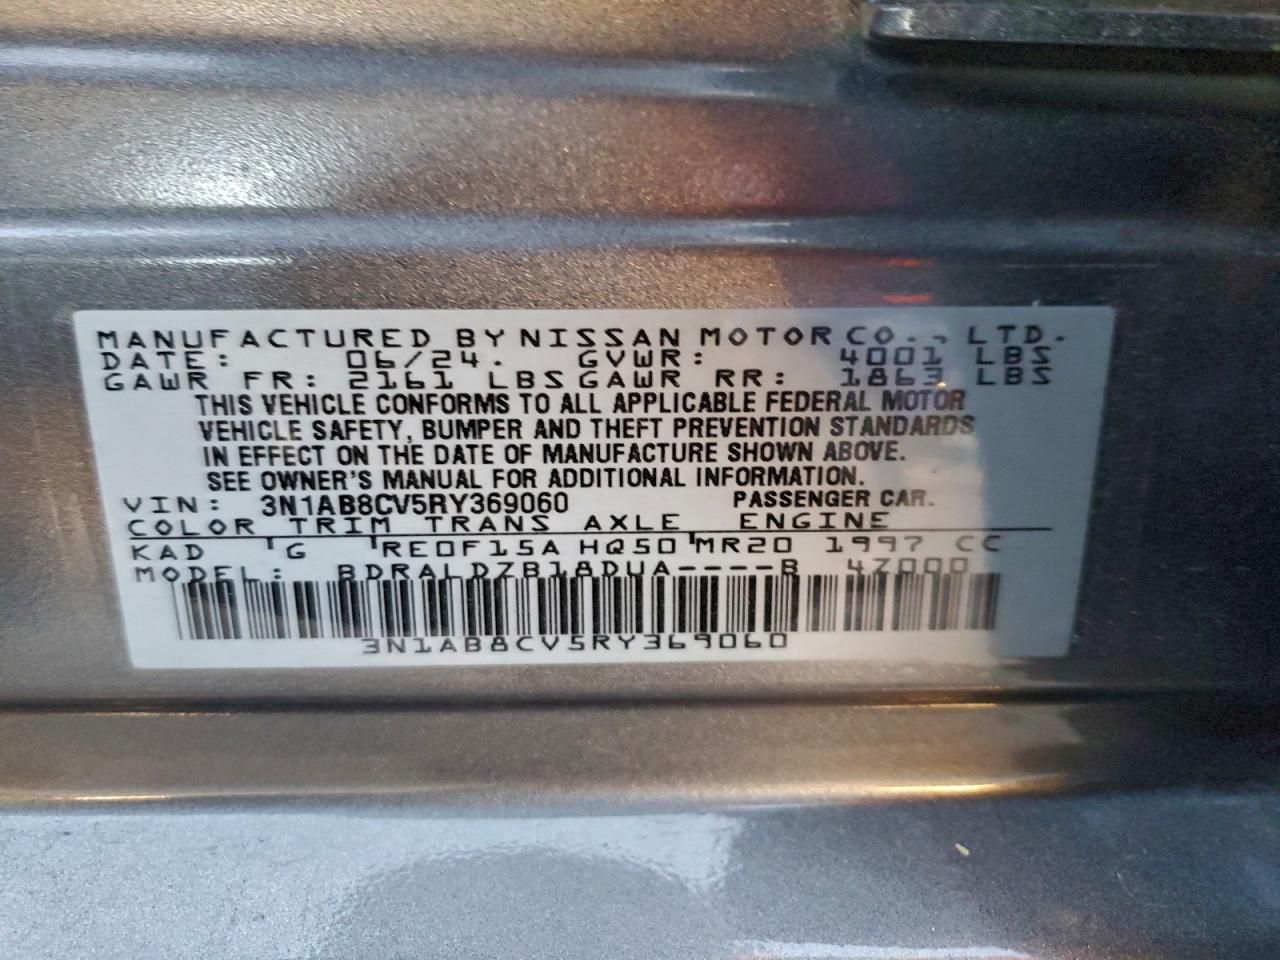 MANUFACTURED BY NISSAN MOTOR CO., LTD.
DATE: 06/24. GVWR: 4001 LBS
GAWR FR: 2161 LBS GAWR RR: 1863 LBS
THIS VEHICLE CONFORMS TO ALL APPLICABLE FEDERAL MOTOR
VEHICLE SAFETY, BUMPER AND THEFT PREVENTION STANDARDS
IN EFFECT ON THE DATE OF MANUFACTURE SHOWN ABOVE.
SEE OWNER'S MANUAL FOR ADDITIONAL INFORMATION.
VIN: 3N1AB8CV5RY369060 PASSENGER CAR.
COLOR TRIM TRANS AXLE ENGINE
KAD G RE0F15A HQ50 MR20 1997 CC
MODEL: BDRALDZB18DUA----B 4Z000
3N1AB8CV5RY369060